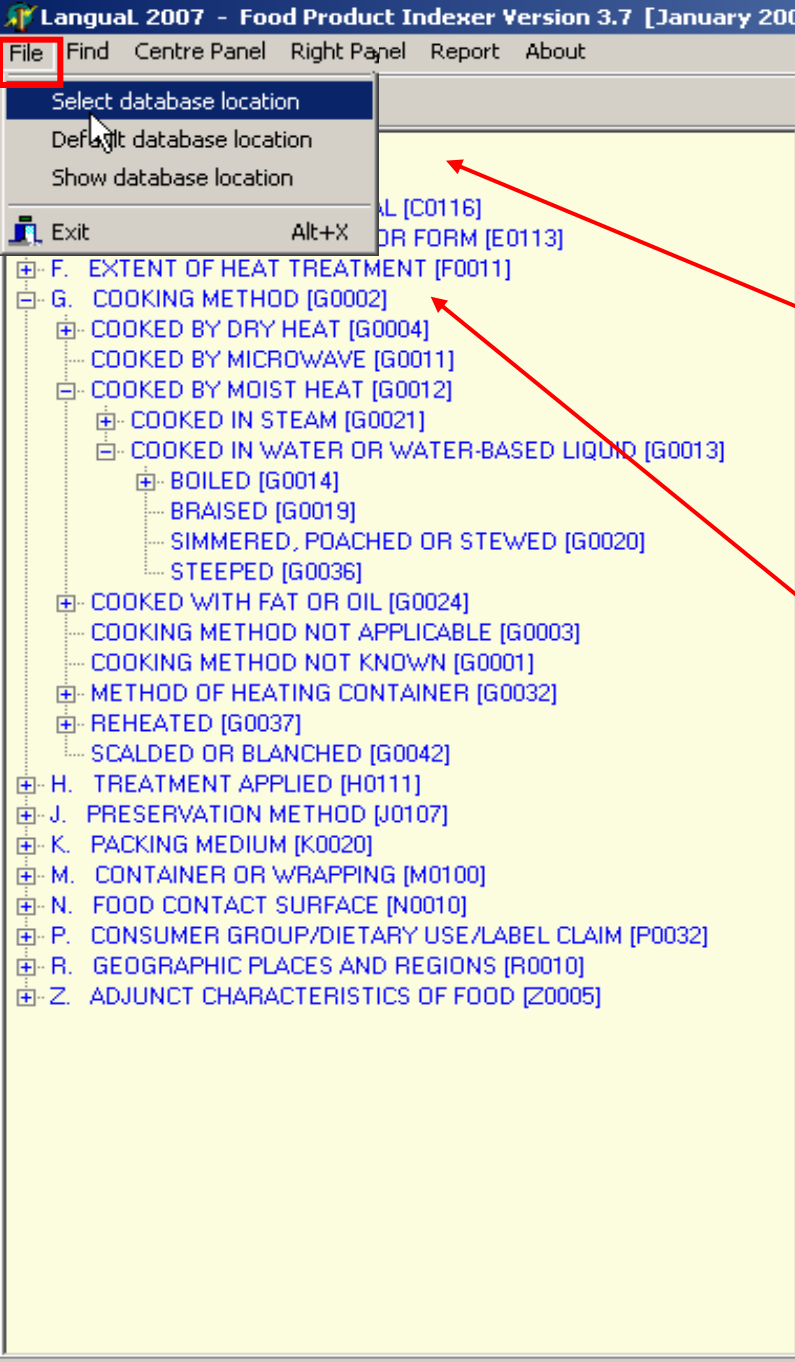 LanguaL 2007 - Food Product Indexer Version 3.7 [January 200
File Find Centre Panel Right Panel Report About
Select database location
Default database location
Show database location
Exit Alt+X
AL [C0116]
OR FORM [E0113]
F. EXTENT OF HEAT TREATMENT [F0011]
G. COOKING METHOD [G0002]
COOKED BY DRY HEAT [G0004]
COOKED BY MICROWAVE [G0011]
COOKED BY MOIST HEAT [G0012]
COOKED IN STEAM [G0021]
COOKED IN WATER OR WATER-BASED LIQUID [G0013]
BOILED [G0014]
BRAISED [G0019]
SIMMERED, POACHED OR STEWED [G0020]
STEEPED [G0036]
COOKED WITH FAT OR OIL [G0024]
COOKING METHOD NOT APPLICABLE [G0003]
COOKING METHOD NOT KNOWN [G0001]
METHOD OF HEATING CONTAINER [G0032]
REHEATED [G0037]
SCALDED OR BLANCHED [G0042]
H. TREATMENT APPLIED [H0111]
J. PRESERVATION METHOD [J0107]
K. PACKING MEDIUM [K0020]
M. CONTAINER OR WRAPPING [M0100]
N. FOOD CONTACT SURFACE [N0010]
P. CONSUMER GROUP/DIETARY USE/LABEL CLAIM [P0032]
R. GEOGRAPHIC PLACES AND REGIONS [R0010]
Z. ADJUNCT CHARACTERISTICS OF FOOD [Z0005]